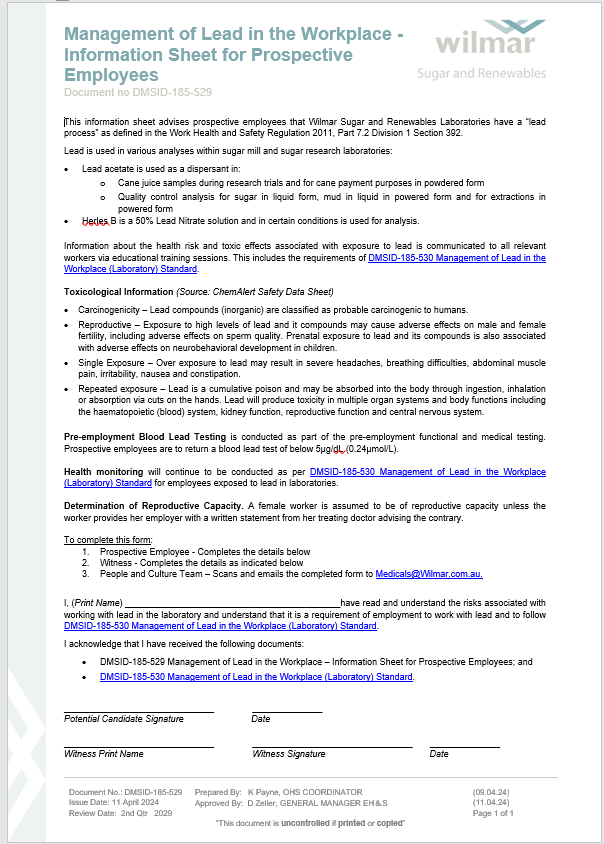 Management of Lead in the Workplace -
Information Sheet for Prospective
Employees
Document no DMSID-185-529
wilmar
Sugar and Renewables
This information sheet advises prospective employees that Wilmar Sugar and Renewables Laboratories have a “lead
process” as defined in the Work Health and Safety Regulation 2011, Part 7.2 Division 1 Section 392.
Lead is used in various analyses within sugar mill and sugar research laboratories:
• Lead acetate is used as a dispersant in:
o Cane juice samples during research trials and for cane payment purposes in powdered form
o Quality control analysis for sugar in liquid form, mud in liquid in powered form and for extractions in
powered form
• Herles B is a 50% Lead Nitrate solution and in certain conditions is used for analysis.
Information about the health risk and toxic effects associated with exposure to lead is communicated to all relevant
workers via educational training sessions. This includes the requirements of DMSID-185-530 Management of Lead in the
Workplace (Laboratory) Standard.
Toxicological Information (Source: ChemAlert Safety Data Sheet)
• Carcinogenicity – Lead compounds (inorganic) are classified as probable carcinogenic to humans.
• Reproductive – Exposure to high levels of lead and it compounds may cause adverse effects on male and female
fertility, including adverse effects on sperm quality. Prenatal exposure to lead and its compounds is also associated
with adverse effects on neurobehavioral development in children.
• Single Exposure – Over exposure to lead may result in severe headaches, breathing difficulties, abdominal muscle
pain, irritability, nausea and constipation.
• Repeated exposure – Lead is a cumulative poison and may be absorbed into the body through ingestion, inhalation
or absorption via cuts on the hands. Lead will produce toxicity in multiple organ systems and body functions including
the haematopoietic (blood) system, kidney function, reproductive function and central nervous system.
Pre-employment Blood Lead Testing is conducted as part of the pre-employment functional and medical testing.
Prospective employees are to return a blood lead test of below 5µg/dL (0.24µmol/L).
Health monitoring will continue to be conducted as per DMSID-185-530 Management of Lead in the Workplace
(Laboratory) Standard for employees exposed to lead in laboratories.
Determination of Reproductive Capacity. A female worker is assumed to be of reproductive capacity unless the
worker provides her employer with a written statement from her treating doctor advising the contrary.
To complete this form:
1. Prospective Employee - Completes the details below
2. Witness - Completes the details as indicated below
3. People and Culture Team – Scans and emails the completed form to Medicals@Wilmar.com.au.
I, (Print Name) ______________________________have read and understand the risks associated with
working with lead in the laboratory and understand that it is a requirement of employment to work with lead and to follow
DMSID-185-530 Management of Lead in the Workplace (Laboratory) Standard.
I acknowledge that I have received the following documents:
• DMSID-185-529 Management of Lead in the Workplace – Information Sheet for Prospective Employees; and
• DMSID-185-530 Management of Lead in the Workplace (Laboratory) Standard.
Potential Candidate Signature Date
Witness Print Name Witness Signature Date
Document No.: DMSID-185-529 Prepared By: K Payne, OHS COORDINATOR (09.04.24)
Issue Date: 11 April 2024 Approved By: D Zeller, GENERAL MANAGER EH&S (11.04.24)
Review Date: 2nd Qtr 2029 Page 1 of 1
"This document is uncontrolled if printed or copied"